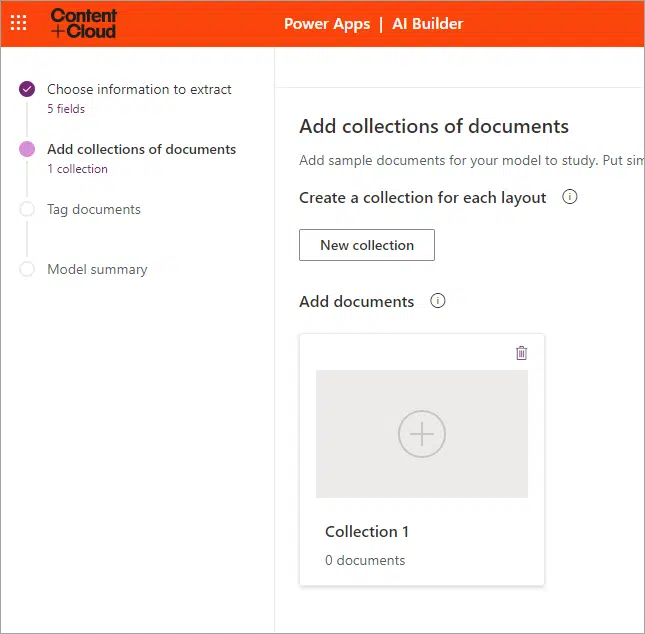 Content
+Cloud
Power Apps | AI Builder
Choose information to extract
5 fields
Add collections of documents
1 collection
Tag documents
Model summary
Add collections of documents
Add sample documents for your model to study. Put
Create a collection for each layout
New collection
Add documents
Collection 1
0 documents